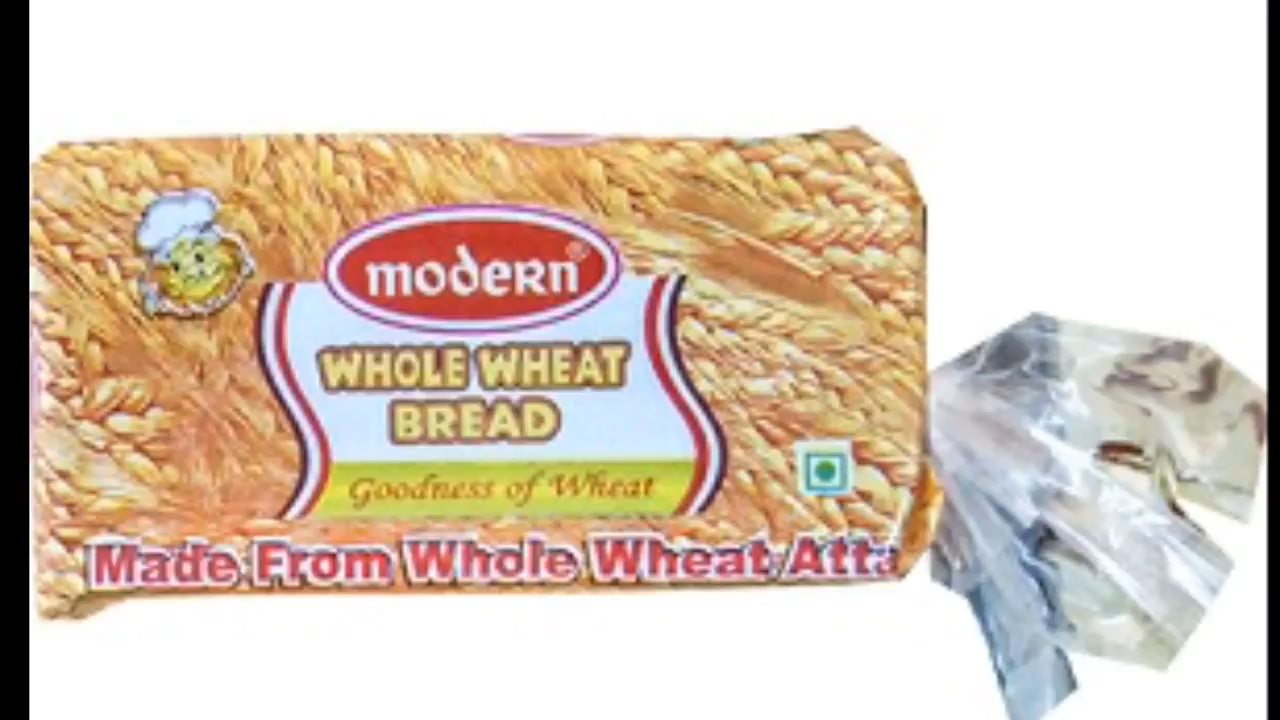 modern®
WHOLE WHEAT
BREAD
Goodness of Wheat
Made From Whole Wheat Atta